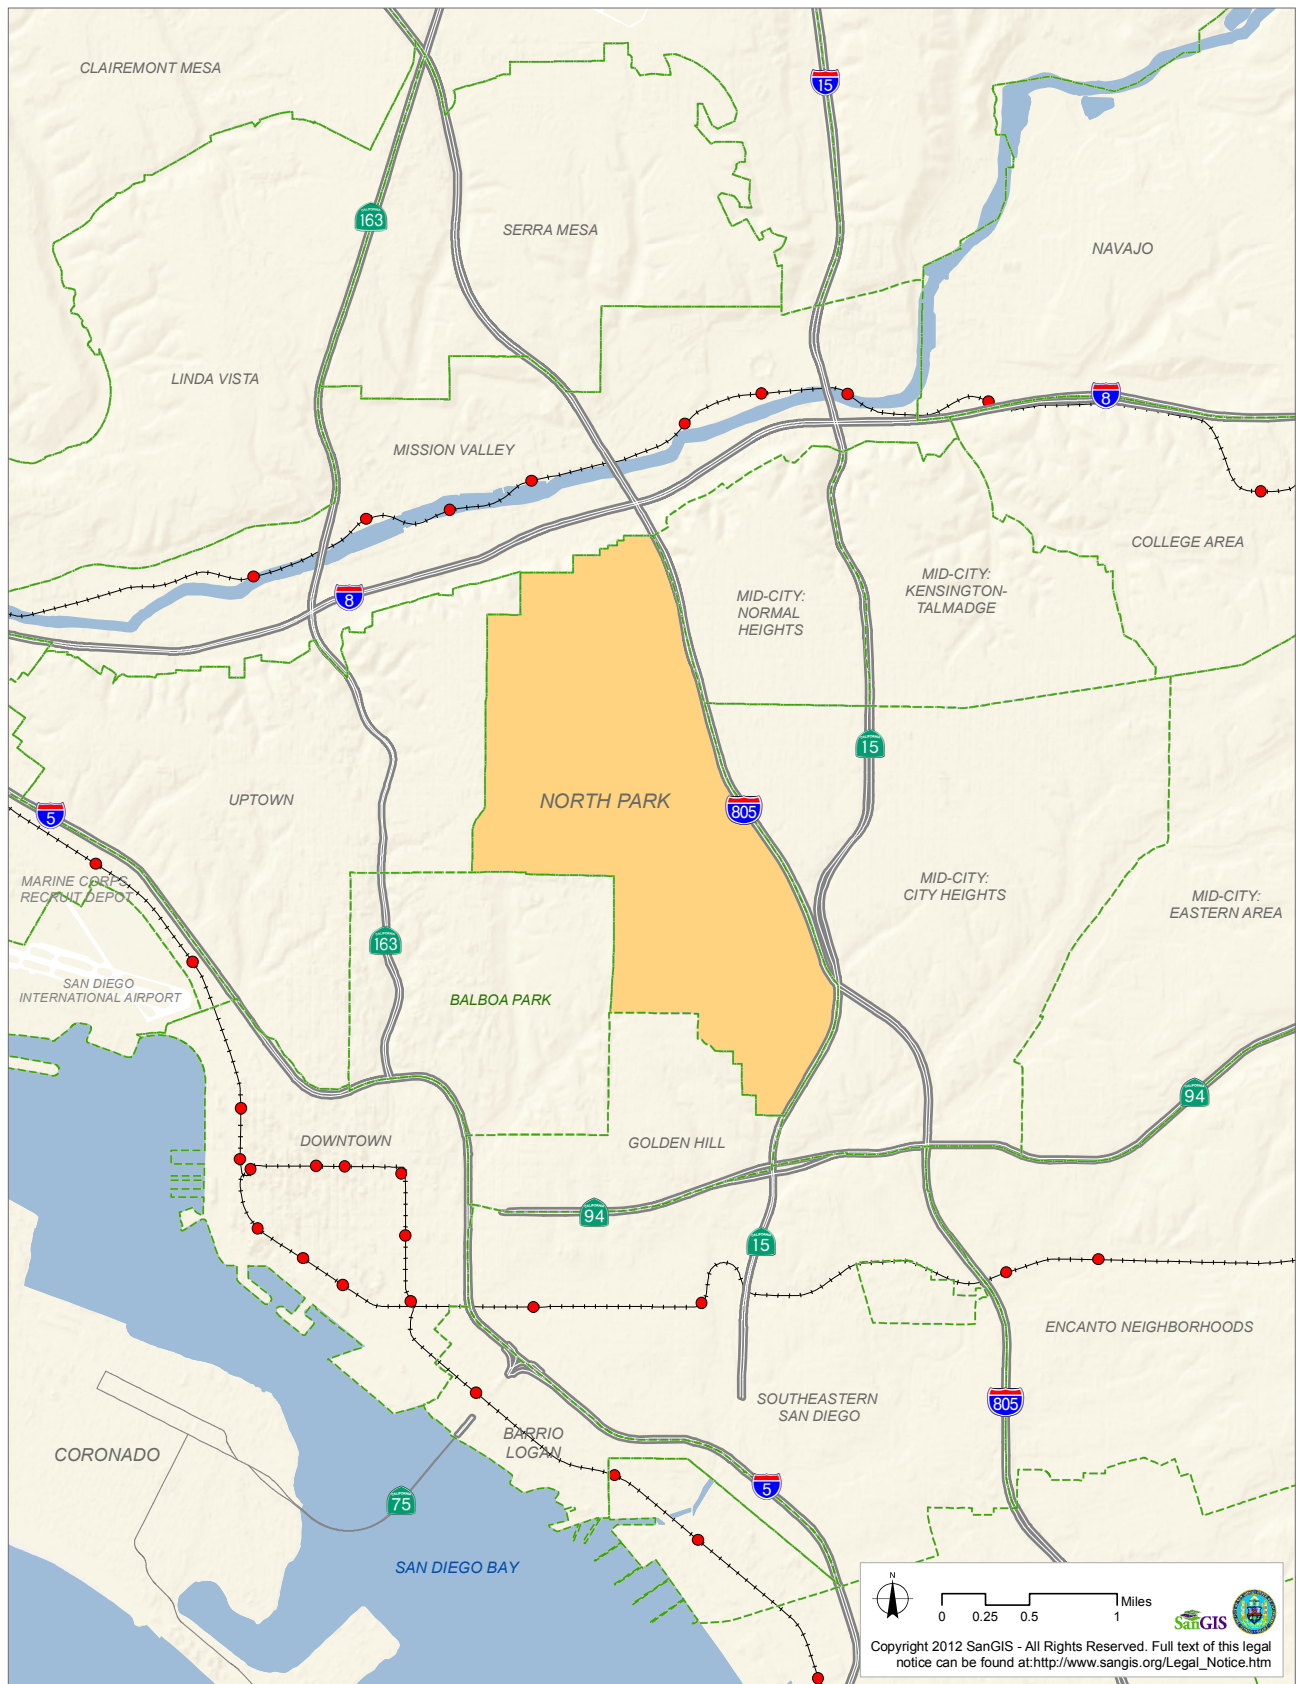 CLAIREMONT MESA
15
163
SERRA MESA
NAVAJO
LINDA VISTA
8
MISSION VALLEY
COLLEGE AREA
MID-CITY:
KENSINGTON-
TALMADGE
MID-CITY:
NORMAL
HEIGHTS
8
15
UPTOWN
NORTH PARK
805
5
MARINE CORPS
RECRUIT DEPOT
MID-CITY:
CITY HEIGHTS
MID-CITY:
EASTERN AREA
163
SAN DIEGO
INTERNATIONAL AIRPORT
BALBOA PARK
94
DOWNTOWN
GOLDEN HILL
94
15
ENCANTO NEIGHBORHOODS
SOUTHEASTERN
SAN DIEGO
805
BARRIO
LOGAN
CORONADO
75
5
SAN DIEGO BAY
N
0 0.25 0.5 1 Miles
SanGIS
Copyright 2012 SanGIS - All Rights Reserved. Full text of this legal
notice can be found at:http://www.sangis.org/Legal_Notice.htm